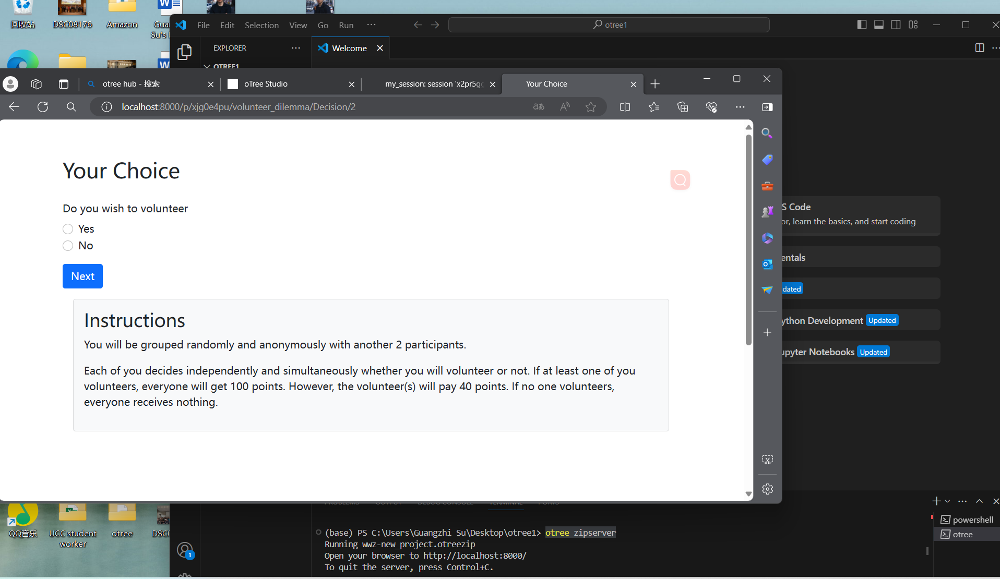 回收站
DSC08176
Amazon
Su's
File Edit Selection View Go Run ···
otree1
EXPLORER ···
Welcome
OTREE1
otree hub - 搜索
oTree Studio
my_session: session 'x2pr5g
Your Choice
localhost:8000/p/xjg0e4pu/volunteer_dilemma/Decision/2
Your Choice
Do you wish to volunteer
Yes
No
Next
Instructions
You will be grouped randomly and anonymously with another 2 participants.
Each of you decides independently and simultaneously whether you will volunteer or not. If at least one of you
volunteers, everyone will get 100 points. However, the volunteer(s) will pay 40 points. If no one volunteers,
everyone receives nothing.
S Code
or, learn the basics, and start coding
entals
dated
ython Development Updated
upyter Notebooks Updated
TERMINAL
powershell
otree
(base) PS C:\Users\Guangzhi Su\Desktop\otree1> otree zipserver
Running wwz-new_project.otreezip
Open your browser to http://localhost:8000/
To quit the server, press Control+C.
1
QQ音乐
UCC student
worker
otree